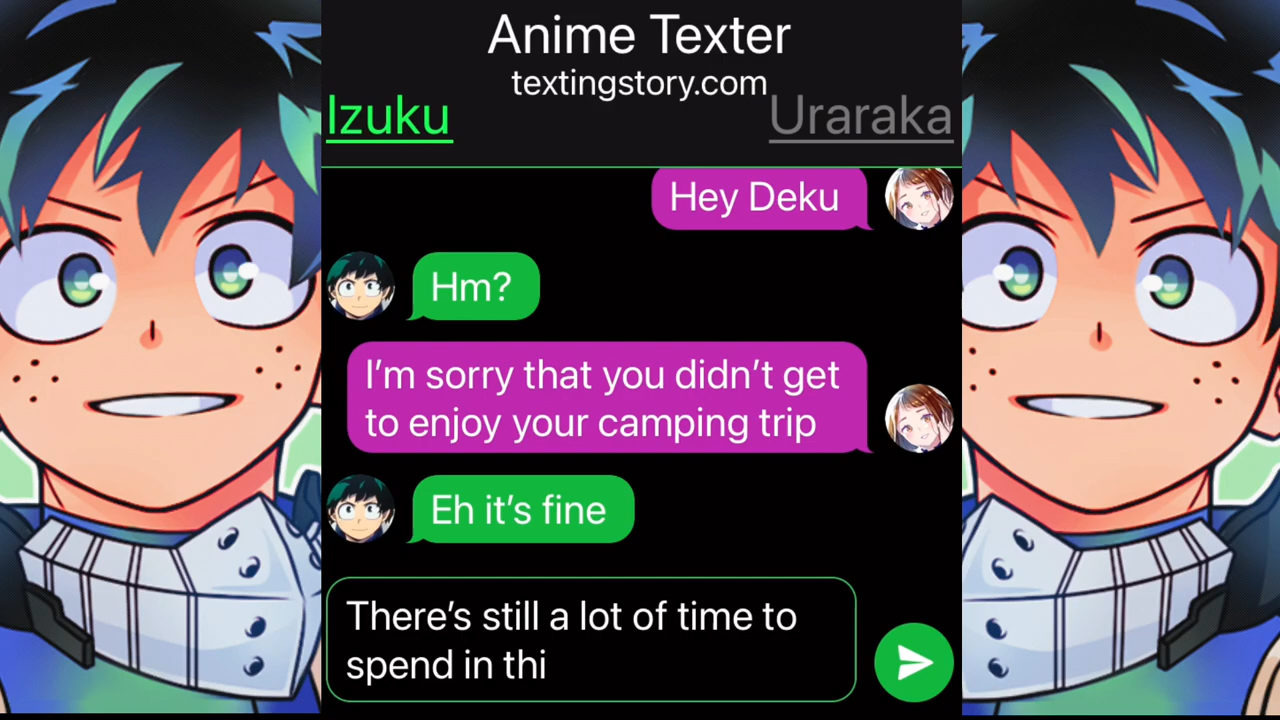 Anime Texter
textingstory.com
Izuku
Uraraka
Hey Deku
Hm?
I’m sorry that you didn’t get
to enjoy your camping trip
Eh it’s fine
There’s still a lot of time to
spend in thi